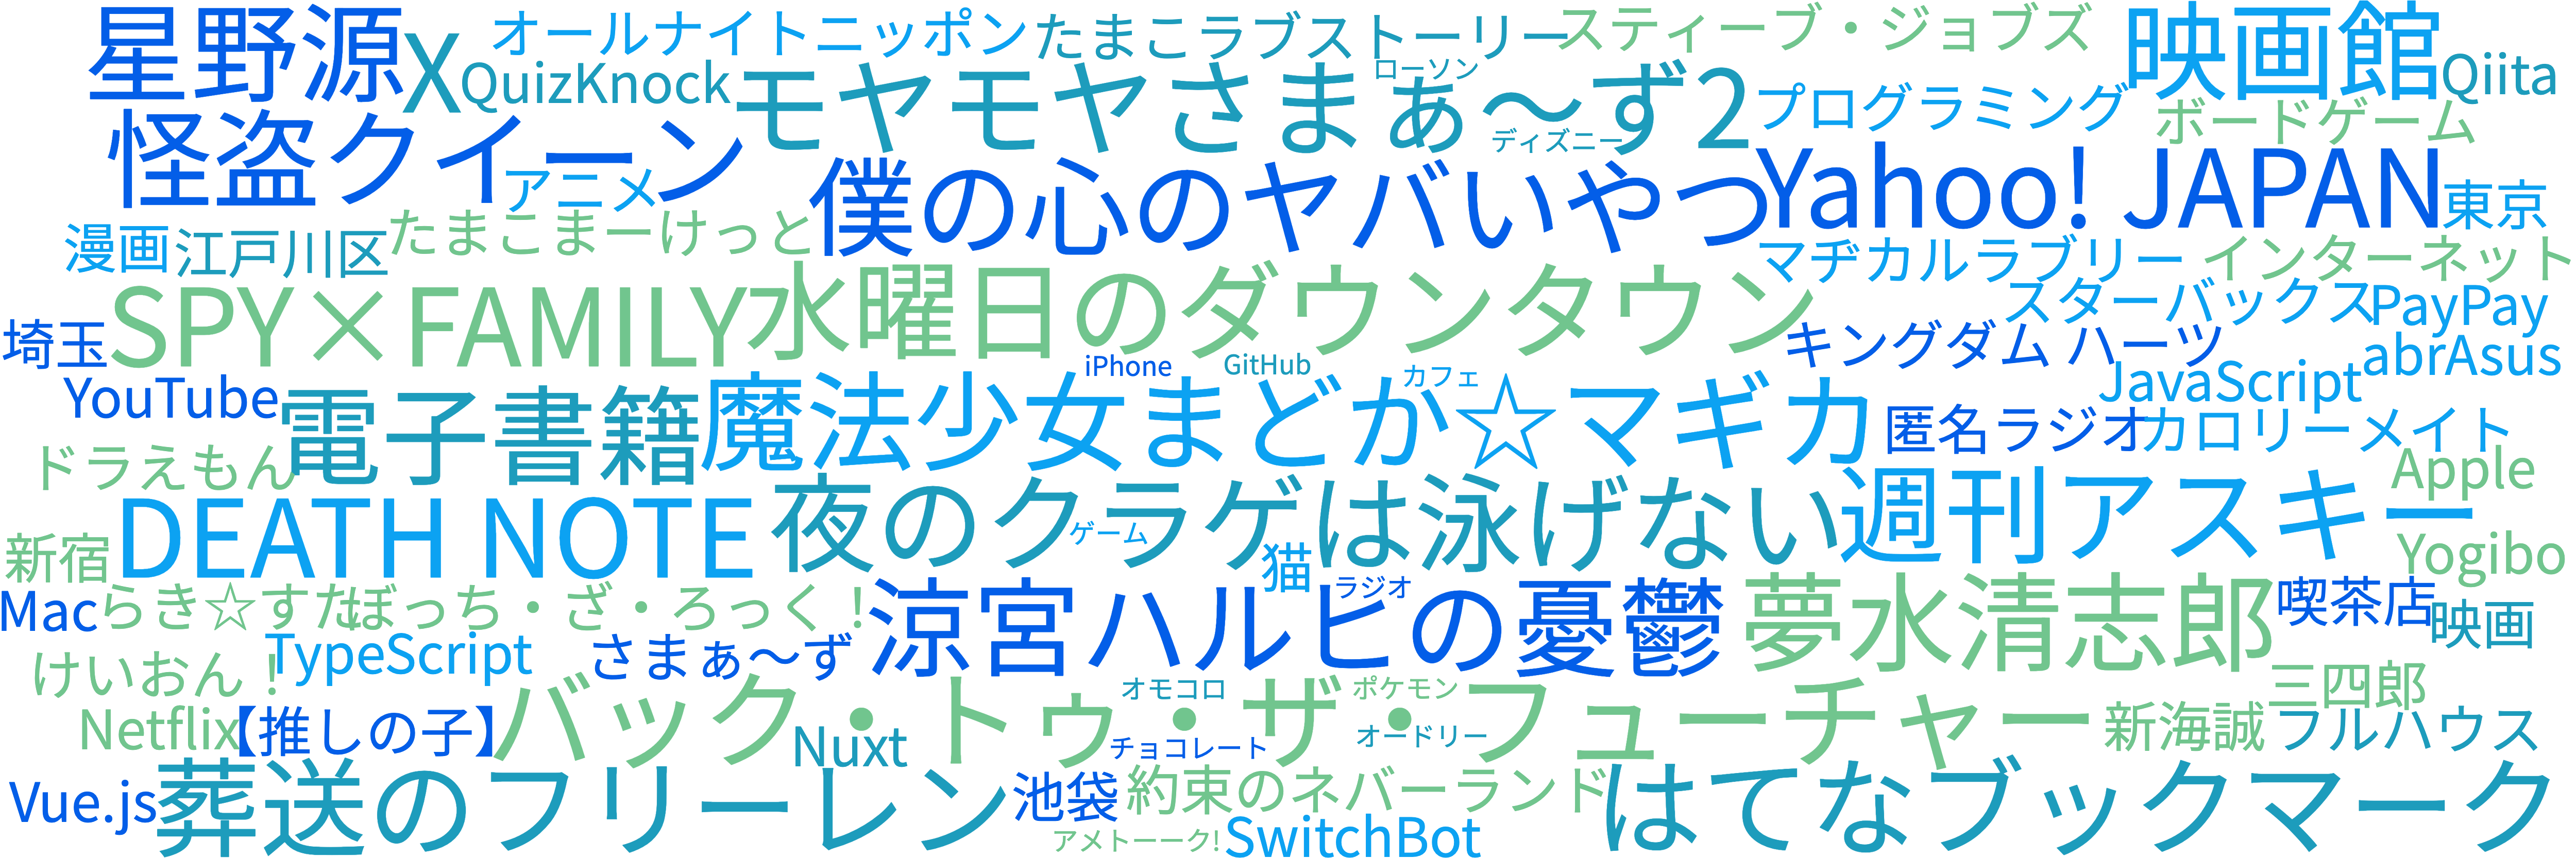 星野源
X
オールナイトニッポン
たまこラブストーリー
スティーブ・ジョブズ
映画館
Qiita
QuizKnock
モヤモヤさまぁ〜ず2
ローソン
ディズニー
プログラミング
ボードゲーム
怪盗クイーン
アニメ
僕の心のヤバいやつ
Yahoo! JAPAN
東京
漫画
江戸川区
たまこまーけっと
マヂカルラブリー
インターネット
埼玉
SPY×FAMILY
水曜日のダウンタウン
スターバックス
PayPay
キングダム ハーツ
iPhone
GitHub
カフェ
JavaScript
abrAsus
YouTube
電子書籍
魔法少女まどか☆マギカ
匿名ラジオ
カロリーメイト
ドラえもん
Apple
DEATH NOTE
夜のクラゲは泳げない
週刊アスキー
ゲーム
猫
新宿
Yogibo
Mac
らき☆すた
ぼっち・ざ・ろっく！
涼宮ハルヒの憂鬱
ラジオ
夢水清志郎
喫茶店
映画
けいおん！
TypeScript
さまぁ〜ず
三四郎
Netflix
【推しの子】
バック・トゥ・ザ・フューチャー
オモコロ
ポケモン
Nuxt
チョコレート
オードリー
新海誠
フルハウス
Vue.js
葬送のフリーレン
池袋
約束のネバーランド
はてなブックマーク
アメトーーク!
SwitchBot